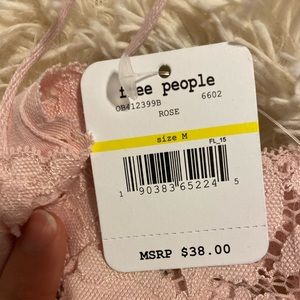 free people
OB412399B 6602
ROSE
size M
FL_15
1 90383 65224 5
MSRP $38.00